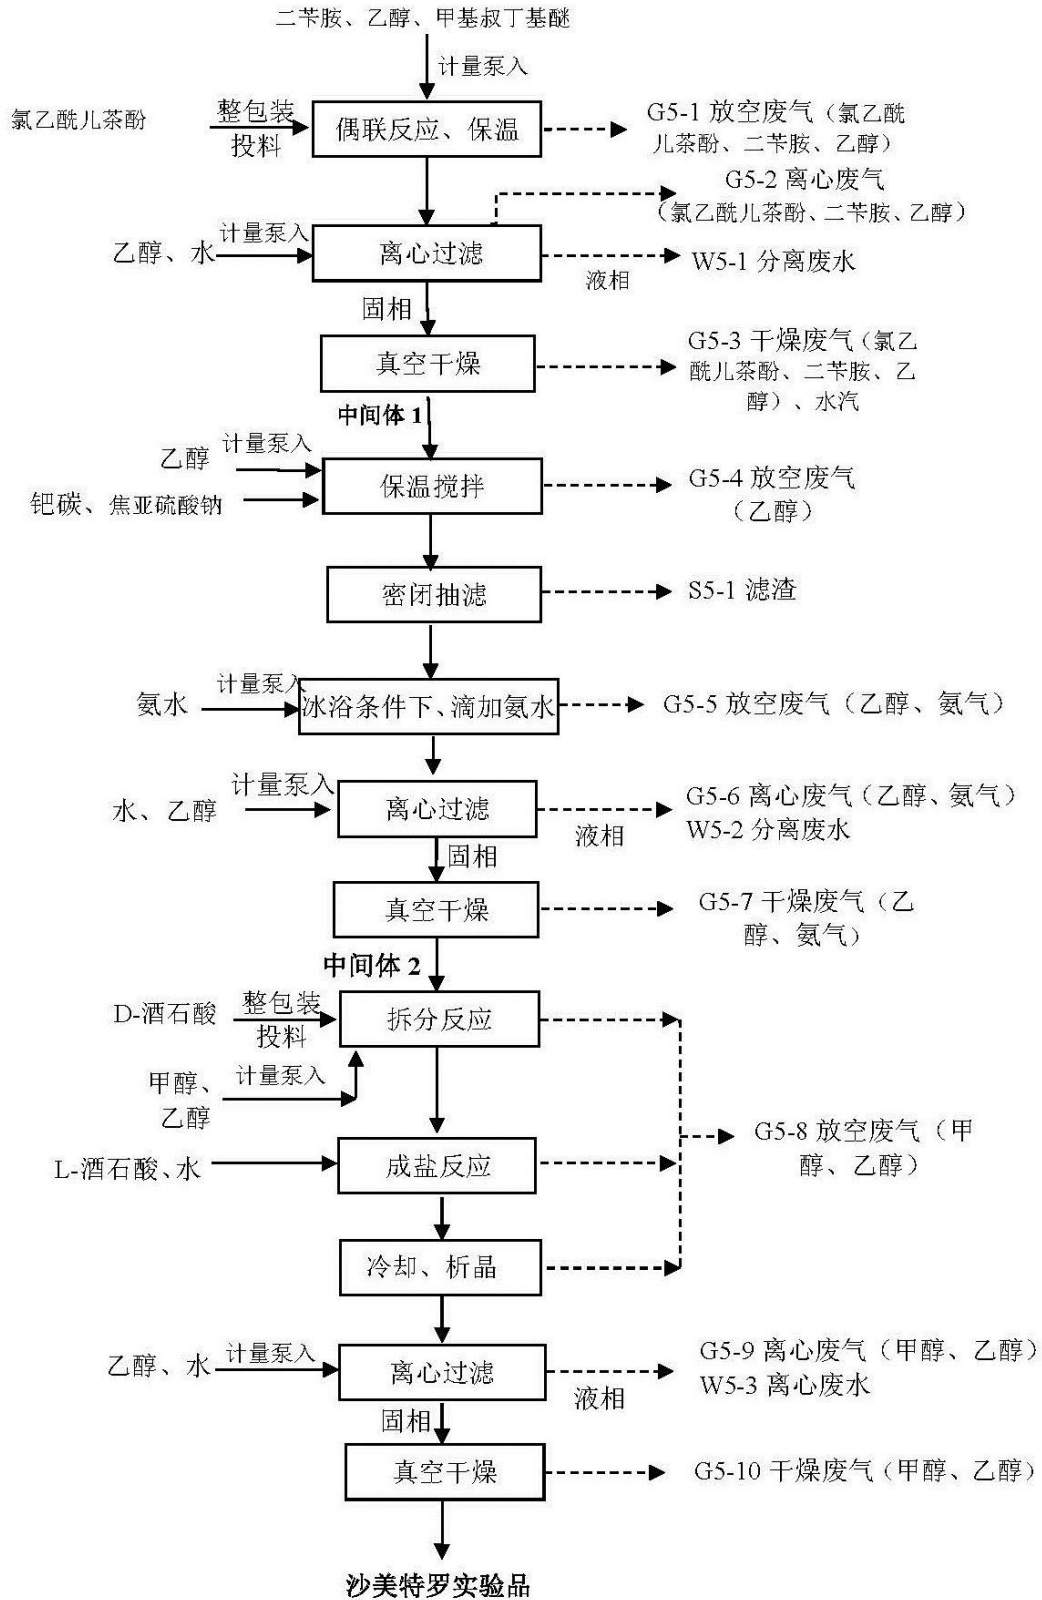 二苄胺、乙醇、甲基叔丁基醚
计量泵入
氯乙酰儿茶酚
整包装
投料
偶联反应、保温
G5-1 放空废气（氯乙酰
儿茶酚、二苄胺、乙醇）
G5-2 离心废气
（氯乙酰儿茶酚、二苄胺、乙醇）
乙醇、水
计量泵入
离心过滤
液相
W5-1 分离废水
固相
真空干燥
G5-3 干燥废气（氯乙
酰儿茶酚、二苄胺、乙
醇）、水汽
中间体 1
乙醇
计量泵入
钯碳、焦亚硫酸钠
保温搅拌
G5-4 放空废气
（乙醇）
密闭抽滤
S5-1 滤渣
氨水
计量泵入
冰浴条件下、滴加氨水
G5-5 放空废气（乙醇、氨气）
水、乙醇
计量泵入
离心过滤
液相
G5-6 离心废气（乙醇、氨气）
W5-2 分离废水
固相
真空干燥
G5-7 干燥废气（乙
醇、氨气）
中间体 2
D-酒石酸
整包装
投料
拆分反应
甲醇、
乙醇
计量泵入
G5-8 放空废气（甲
醇、乙醇）
L-酒石酸、水
成盐反应
冷却、析晶
乙醇、水
计量泵入
离心过滤
液相
G5-9 离心废气（甲醇、乙醇）
W5-3 离心废水
固相
真空干燥
G5-10 干燥废气（甲醇、乙醇）
沙美特罗实验品